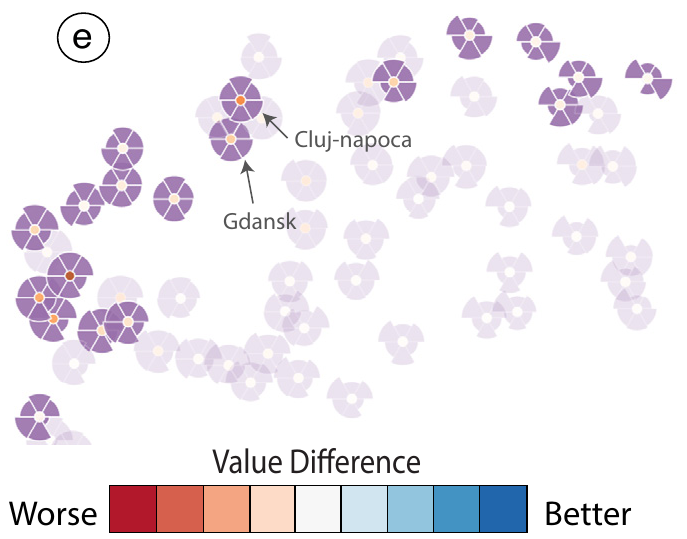 e
Cluj-napoca
Gdansk
Value Difference
Worse
Better